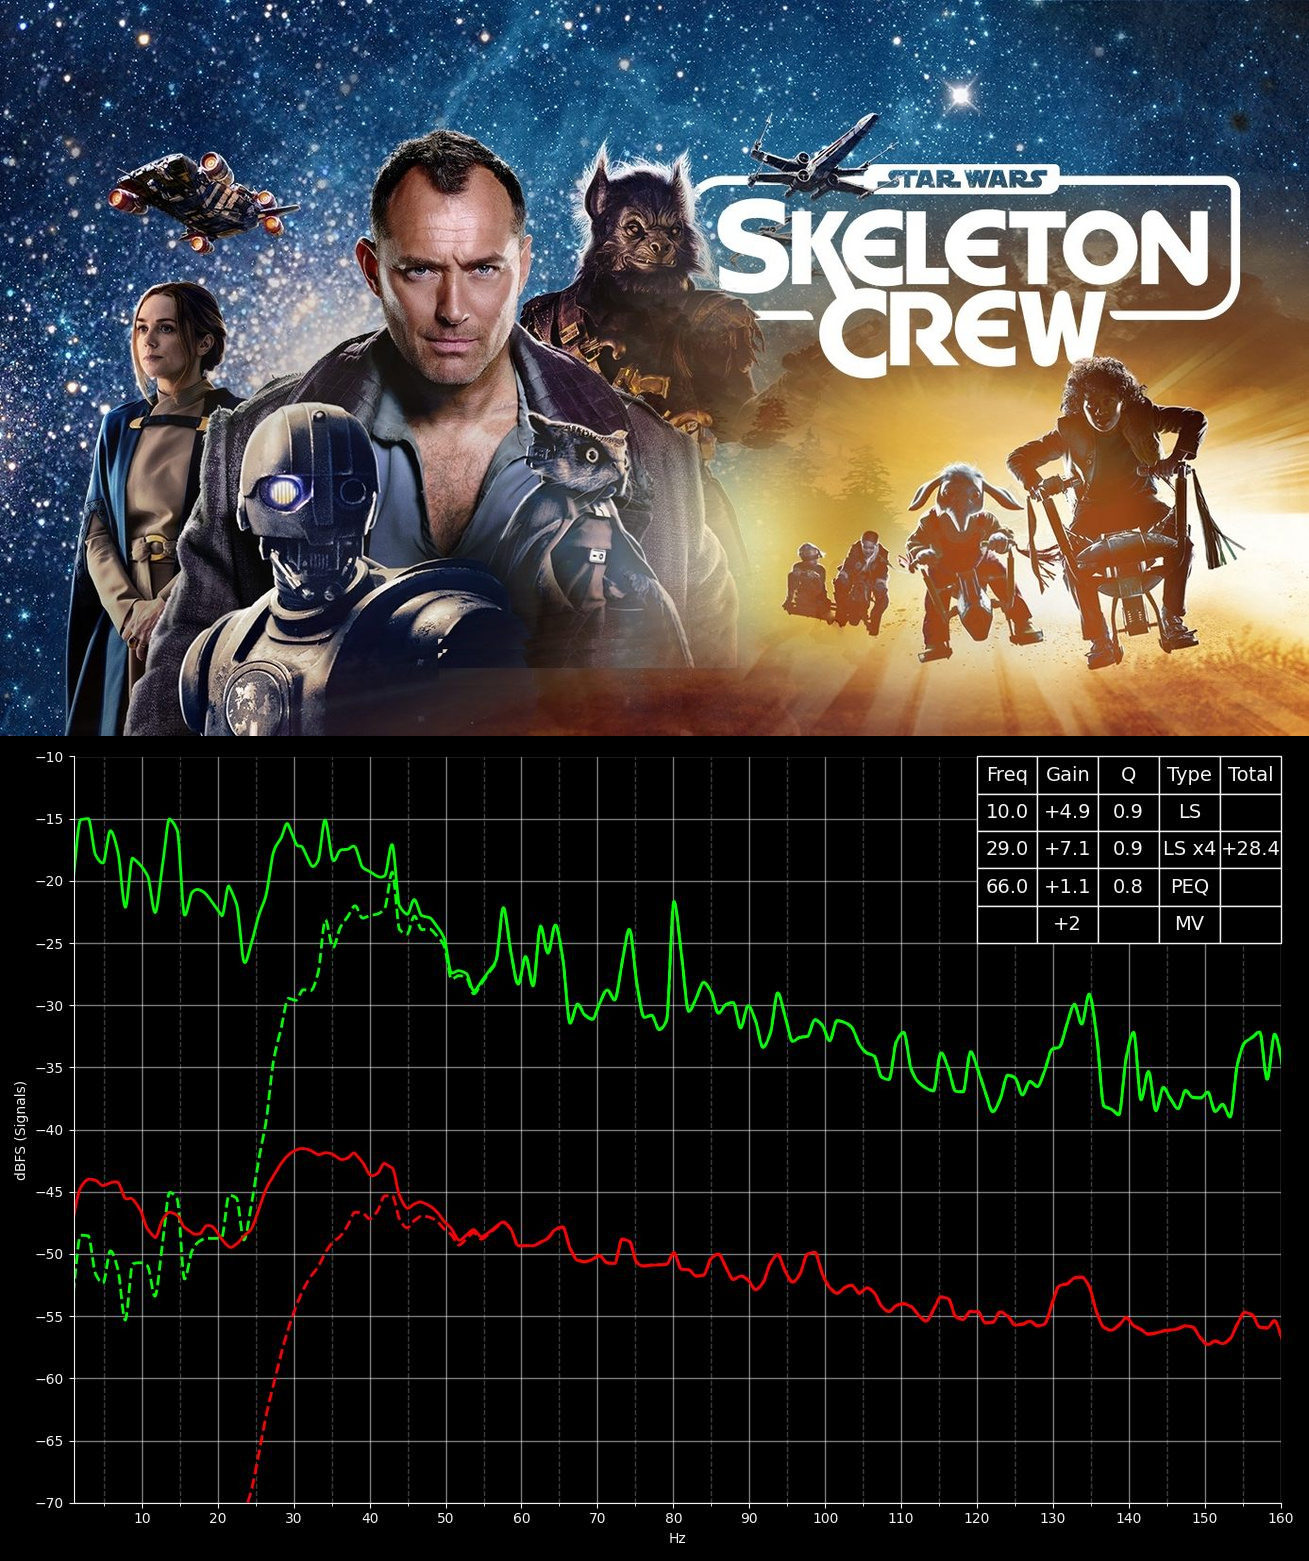 STAR WARS
SKELETON
CREW
Freq Gain Q Type Total
10.0 +4.9 0.9 LS
29.0 +7.1 0.9 LS x4 +28.4
66.0 +1.1 0.8 PEQ
+2 MV
−10
−15
−20
−25
−30
−35
−40
−45
−50
−55
−60
−65
−70
dBFS (Signals)
10 20 30 40 50 60 70 80 90 100 110 120 130 140 150 160
Hz